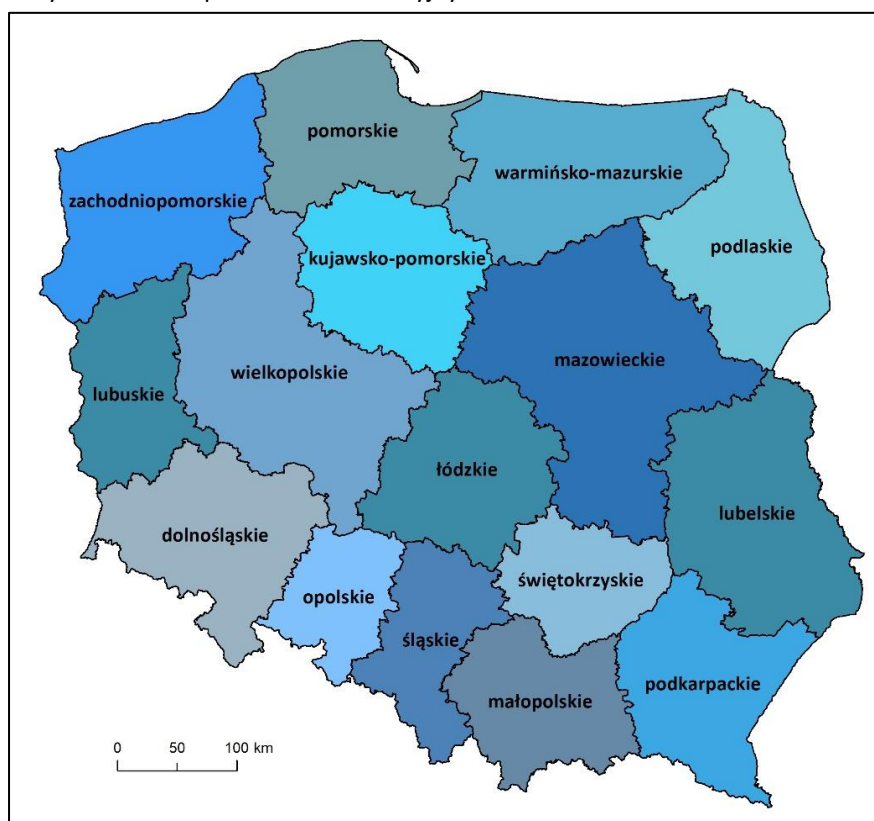 pomorskie
warmińsko-mazurskie
zachodniopomorskie
podlaskie
kujawsko-pomorskie
mazowieckie
wielkopolskie
lubuskie
łódzkie
lubelskie
dolnośląskie
świętokrzyskie
opolskie
śląskie
podkarpackie
małopolskie
0 50 100 km